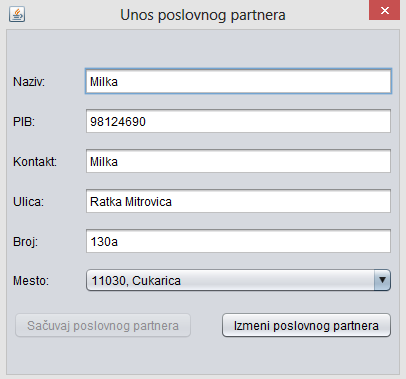 Unos poslovnog partnera
Naziv: Milka
PIB: 98124690
Kontakt: Milka
Ulica: Ratka Mitrovica
Broj: 130a
Mesto: 11030, Cukarica
Sačuvaj poslovnog partnera Izmeni poslovnog partnera